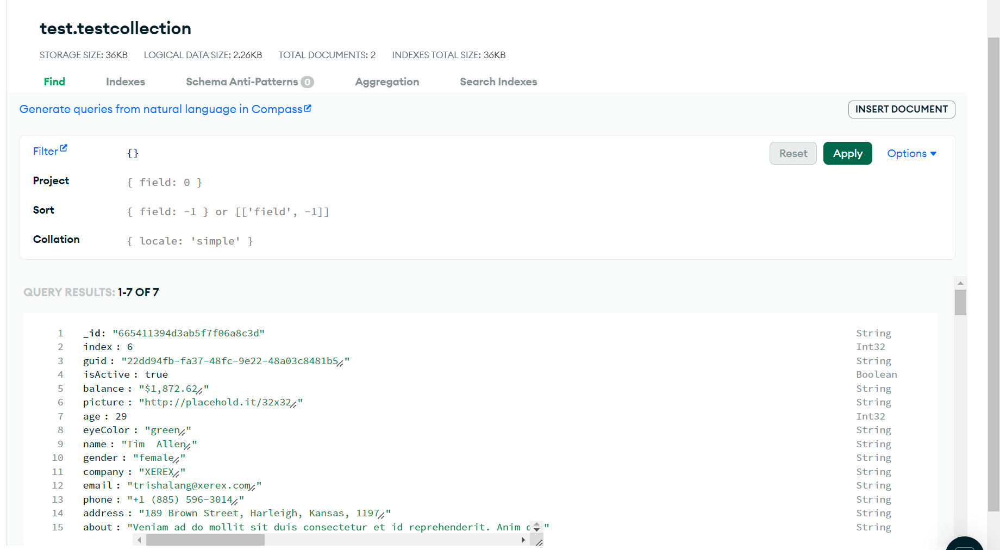 test.testcollection
STORAGE SIZE: 36KB LOGICAL DATA SIZE: 2.26KB TOTAL DOCUMENTS: 2 INDEXES TOTAL SIZE: 36KB
Find Indexes Schema Anti-Patterns 0 Aggregation Search Indexes
Generate queries from natural language in Compass INSERT DOCUMENT
Filter {} Reset Apply Options
Project { field: 0 }
Sort { field: -1 } or [['field', -1]]
Collation { locale: 'simple' }
QUERY RESULTS: 1-7 OF 7
1 _id: "665411394d3ab5f7f06a8c3d" String
2 index : 6 Int32
3 guid : "22dd94fb-fa37-48fc-9e22-48a03c8481b5" String
4 isActive : true Boolean
5 balance : "$1,872.62" String
6 picture : "http://placehold.it/32x32" String
7 age : 29 Int32
8 eyeColor : "green" String
9 name : "Tim  Allen" String
10 gender : "female" String
11 company : "XEREX" String
12 email : "trishalang@xerex.com" String
13 phone : "+1 (885) 596-3014" String
14 address : "189 Brown Street, Harleigh, Kansas, 1197" String
15 about : "Veniam ad do mollit sit duis consectetur et id reprehenderit. Anim" String